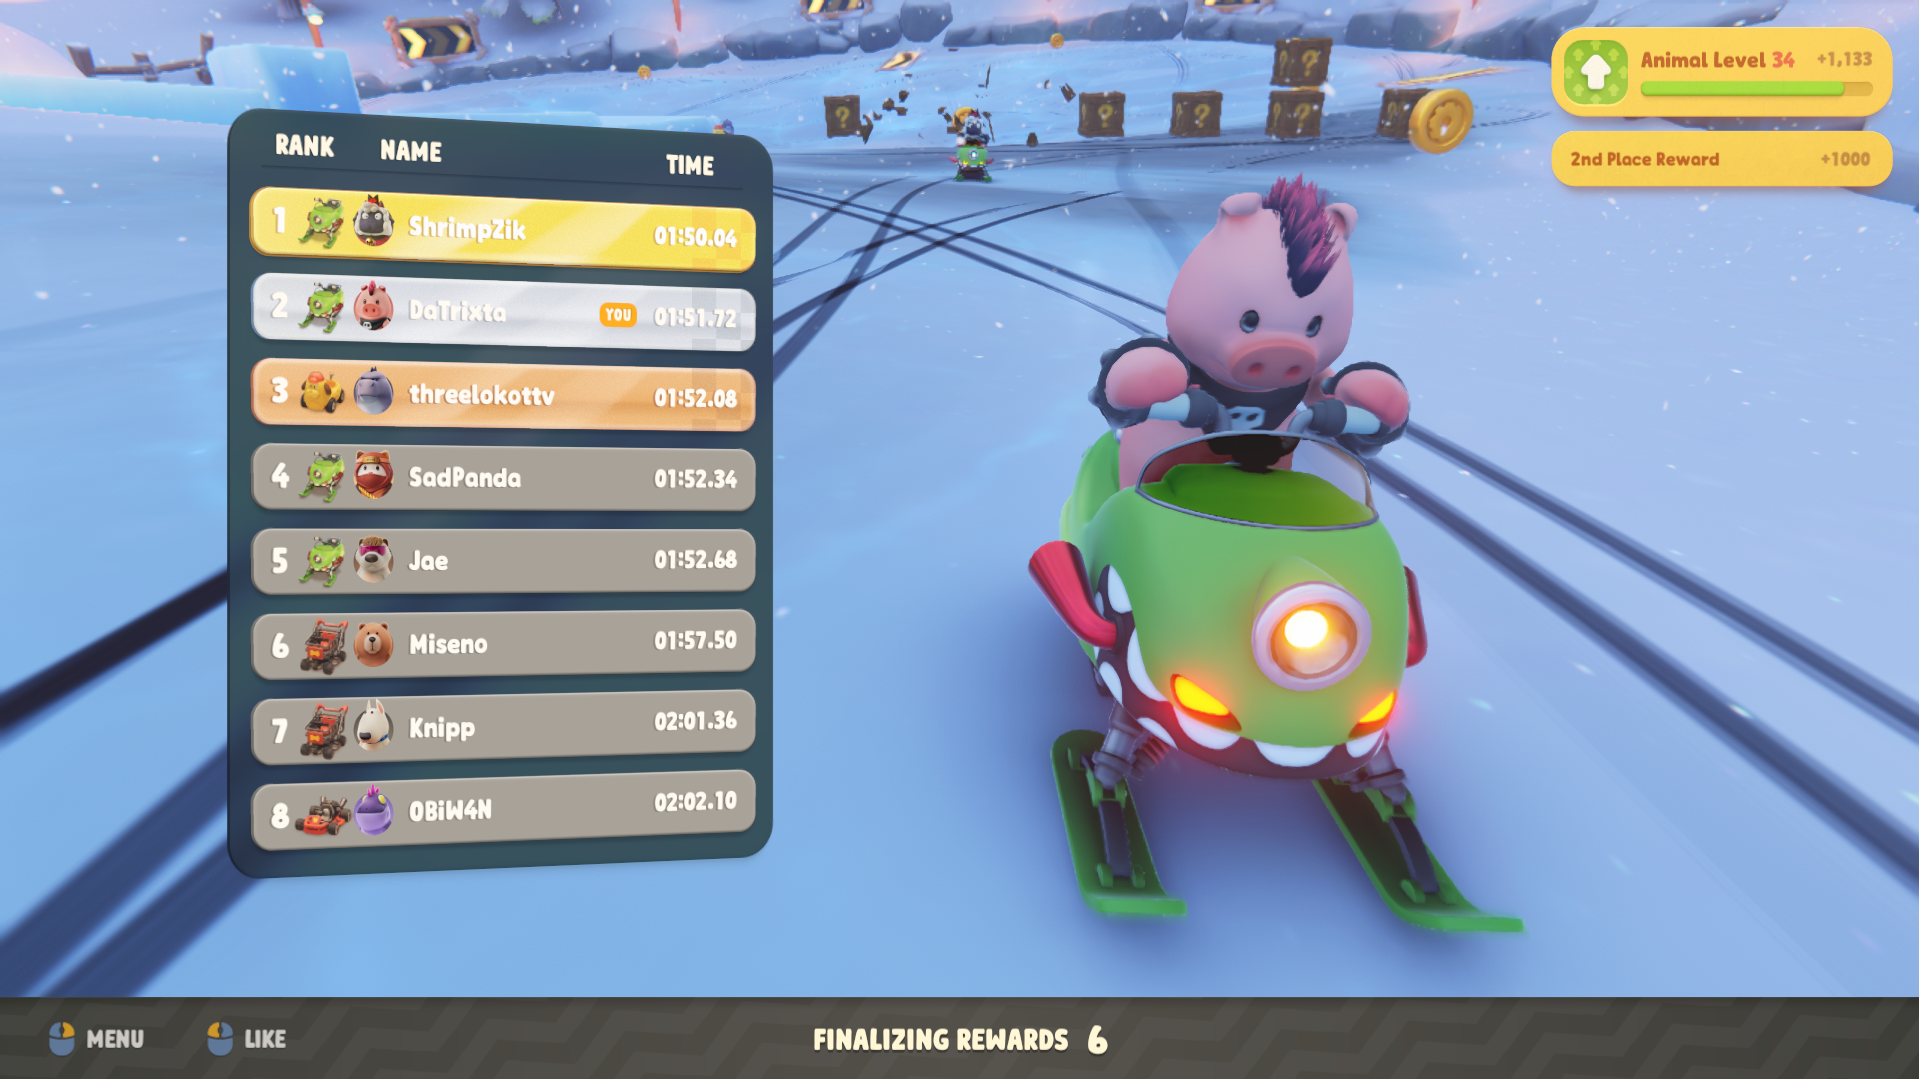 RANK NAME TIME
1 ShrimpZik 01:50.04
2 DaTrixta YOU 01:51.72
3 threelokottv 01:52.08
4 SadPanda 01:52.34
5 Jae 01:52.68
6 Miseno 01:57.50
7 Knipp 02:01.36
8 OBiW4N 02:02.10
Animal Level 34 +1,133
2nd Place Reward +1000
? ? ? ? ? ?
MENU LIKE FINALIZING REWARDS 6